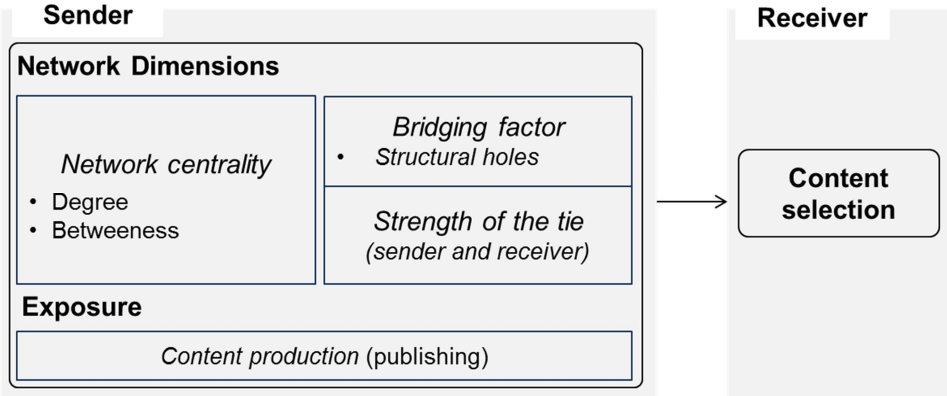 Sender
Network Dimensions
Network centrality
• Degree
• Betweeness
Bridging factor
• Structural holes
Strength of the tie
(sender and receiver)
Exposure
Content production (publishing)
Receiver
Content
selection